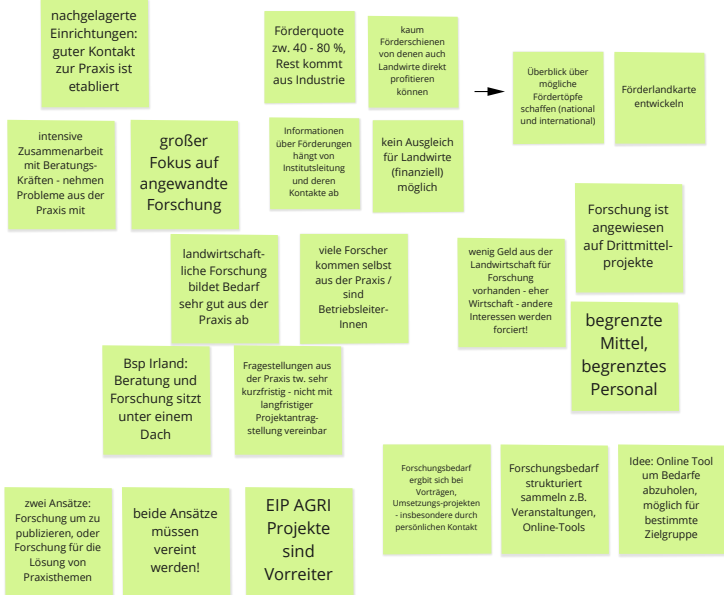 nachgelagerte
Einrichtungen:
guter Kontakt
zur Praxis ist
etabliert
Förderquote
zw. 40 - 80 %,
Rest kommt
aus Industrie
kaum
Förderschienen
von denen auch
Landwirte direkt
profitieren
können
Überblick über
mögliche
Fördertöpfe
schaffen (national
und international)
Förderlandkarte
entwickeln
intensive
Zusammenarbeit
mit Beratungs-
Kräften - nehmen
Probleme aus der
Praxis mit
großer
Fokus auf
angewandte
Forschung
Informationen
über Förderungen
hängt von
Institutsleitung
und deren
Kontakte ab
kein Ausgleich
für Landwirte
(finanziell)
möglich
Forschung ist
angewiesen
auf Drittmittel-
projekte
landwirtschaft-
liche Forschung
bildet Bedarf
sehr gut aus der
Praxis ab
viele Forscher
kommen selbst
aus der Praxis /
sind
Betriebsleiter-
Innen
wenig Geld aus der
Landwirtschaft für
Forschung
vorhanden - eher
Wirtschaft - andere
Interessen werden
forciert!
begrenzte
Mittel,
begrenztes
Personal
Bsp Irland:
Beratung und
Forschung sitzt
unter einem
Dach
Fragestellungen aus
der Praxis tw. sehr
kurzfristig - nicht mit
langfristiger
Projektantrag-
stellung vereinbar
Forschungsbedarf
ergbit sich bei
Vorträgen,
Umsetzungs-projekten
- insbesondere durch
persönlichen Kontakt
Forschungsbedarf
strukturiert
sammeln z.B.
Veranstaltungen,
Online-Tools
Idee: Online Tool
um Bedarfe
abzuholen,
möglich für
bestimmte
Zielgruppe
zwei Ansätze:
Forschung um zu
publizieren, oder
Forschung für die
Lösung von
Praxisthemen
beide Ansätze
müssen
vereint
werden!
EIP AGRI
Projekte
sind
Vorreiter